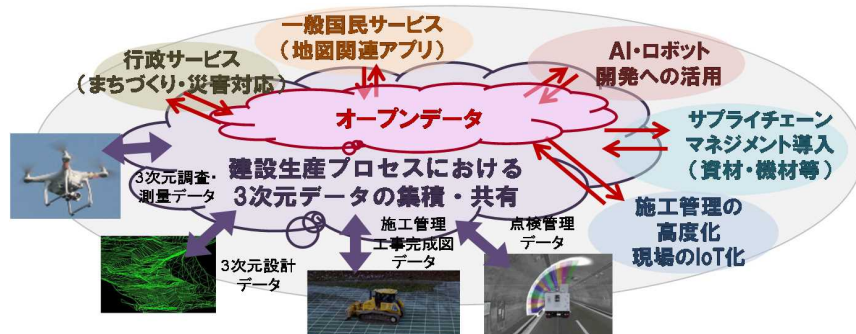 一般国民サービス
（地図関連アプリ）
行政サービス
（まちづくり・災害対応）
AI・ロボット
開発への活用
オープンデータ
サプライチェーン
マネジメント導入
（資材・機材等）
建設生産プロセスにおける
3次元データの集積・共有
3次元調査・
測量データ
施工管理の
高度化
現場のIoT化
施工管理
工事完成図
データ
点検管理
データ
3次元設計
データ